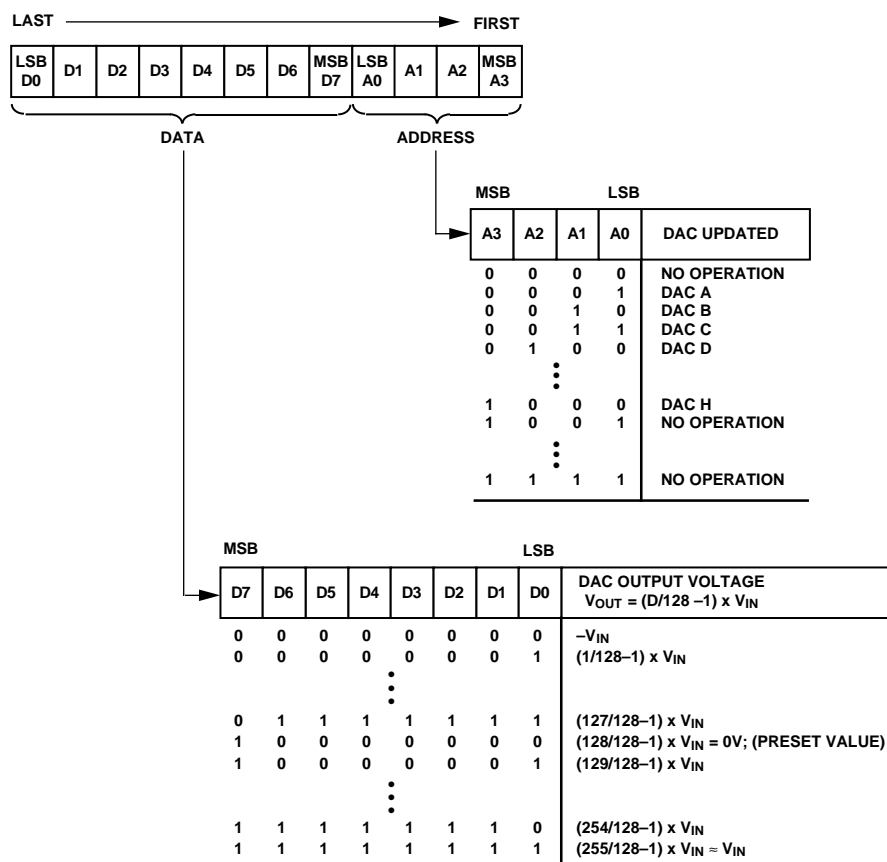 LAST FIRST
LSB D0 D1 D2 D3 D4 D5 D6 MSB D7 LSB A0 A1 A2 MSB A3
DATA ADDRESS
MSB LSB
A3 A2 A1 A0 DAC UPDATED
0 0 0 0 NO OPERATION
0 0 0 1 DAC A
0 0 1 0 DAC B
0 0 1 1 DAC C
0 1 0 0 DAC D
1 0 0 0 DAC H
1 0 0 1 NO OPERATION
1 1 1 1 NO OPERATION
MSB LSB
D7 D6 D5 D4 D3 D2 D1 D0 DAC OUTPUT VOLTAGE
VOUT = (D/128 –1) x VIN
0 0 0 0 0 0 0 0 –VIN
0 0 0 0 0 0 0 1 (1/128–1) x VIN
0 1 1 1 1 1 1 1 (127/128–1) x VIN
1 0 0 0 0 0 0 0 (128/128–1) x VIN = 0V; (PRESET VALUE)
1 0 0 0 0 0 0 1 (129/128–1) x VIN
1 1 1 1 1 1 1 0 (254/128–1) x VIN
1 1 1 1 1 1 1 1 (255/128–1) x VIN ≈ VIN